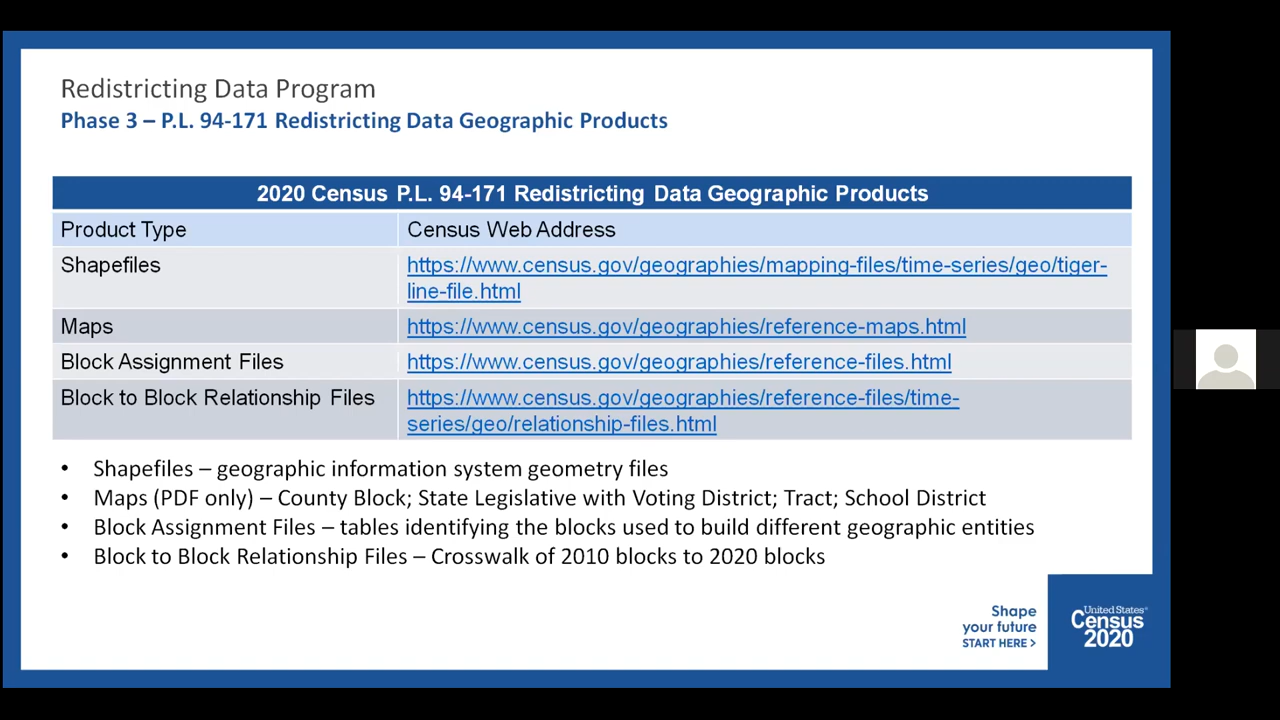 Redistricting Data Program
Phase 3 – P.L. 94-171 Redistricting Data Geographic Products
2020 Census P.L. 94-171 Redistricting Data Geographic Products
Product Type
Census Web Address
Shapefiles
https://www.census.gov/geographies/mapping-files/time-series/geo/tiger-
line-file.html
Maps
https://www.census.gov/geographies/reference-maps.html
Block Assignment Files
https://www.census.gov/geographies/reference-files.html
Block to Block Relationship Files
https://www.census.gov/geographies/reference-files/time-
series/geo/relationship-files.html
• Shapefiles – geographic information system geometry files
• Maps (PDF only) – County Block; State Legislative with Voting District; Tract; School District
• Block Assignment Files – tables identifying the blocks used to build different geographic entities
• Block to Block Relationship Files – Crosswalk of 2010 blocks to 2020 blocks
Shape
your future
START HERE >
United States®
Census
2020